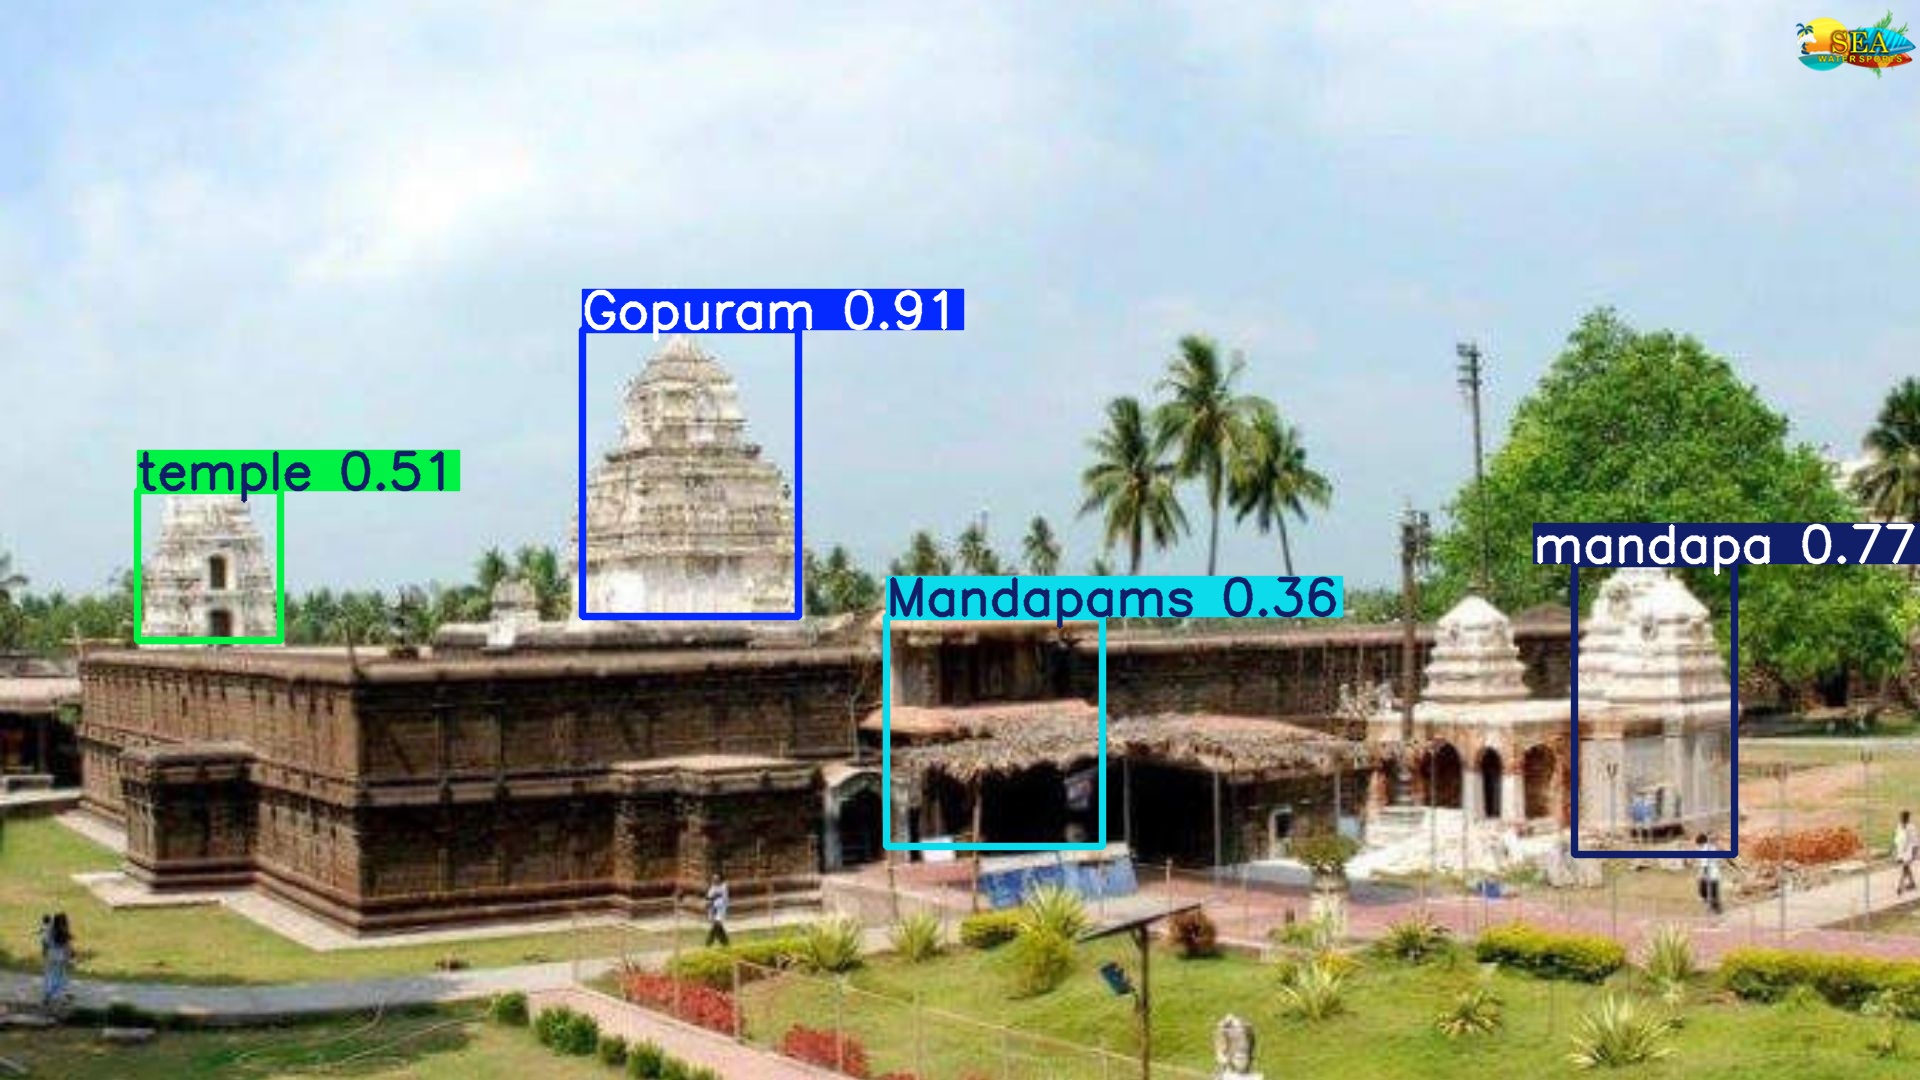 SEA
WATER SPORTS
Gopuram 0.91
temple 0.51
mandapa 0.77
Mandapams 0.36